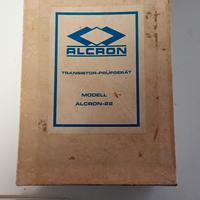 ALCRON
TRANSISTOR-PRÜFGERÄT
MODELL
ALCRON-22